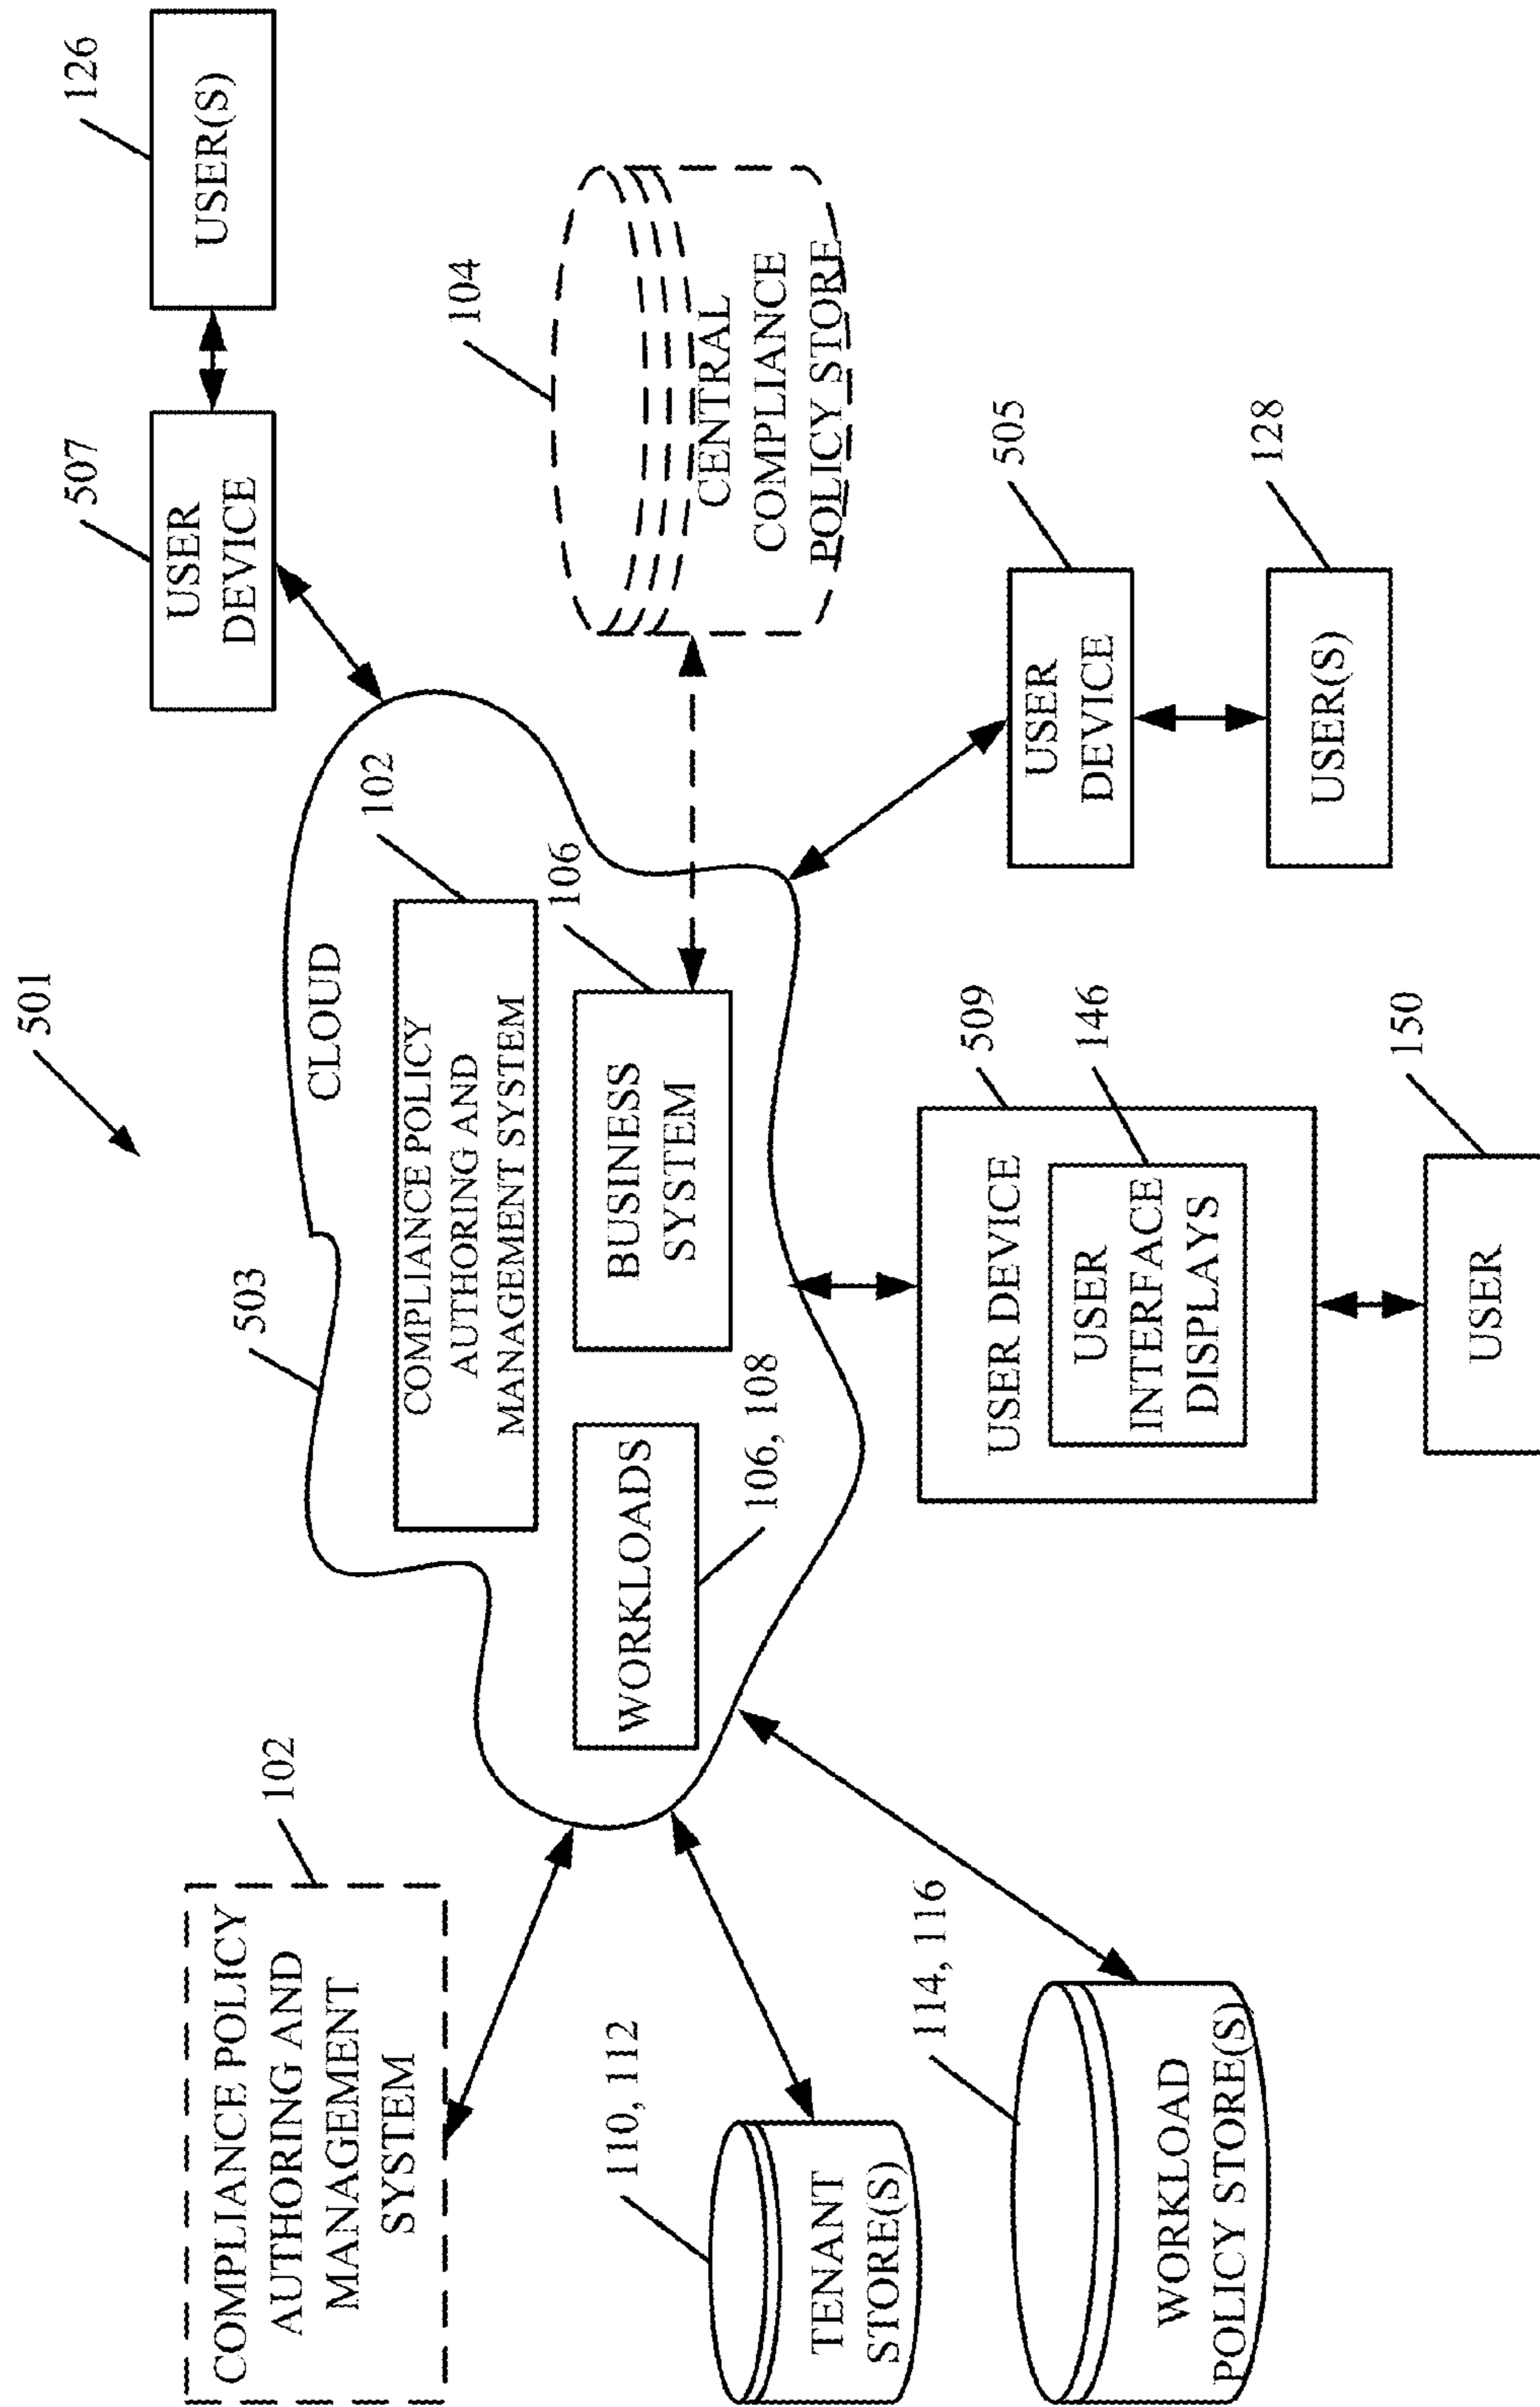 501
102
COMPLIANCE POLICY
AUTHORING AND
MANAGEMENT
SYSTEM
503
CLOUD
102
COMPLIANCE POLICY
AUTHORING AND
MANAGEMENT SYSTEM
507
USER
DEVICE
126
USER(S)
110, 112
TENANT
STORE(S)
WORKLOADS
106, 108
106
BUSINESS
SYSTEM
104
CENTRAL
COMPLIANCE
POLICY STORE
114, 116
WORKLOAD
POLICY STORE(S)
509
USER DEVICE
146
USER
INTERFACE
DISPLAYS
150
USER
505
USER
DEVICE
128
USER(S)